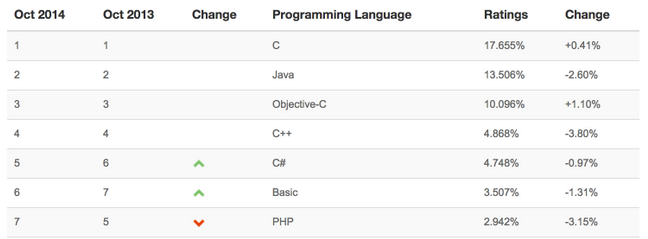 Oct 2014 Oct 2013 Change Programming Language Ratings Change
1 1 C 17.655% +0.41%
2 2 Java 13.506% -2.60%
3 3 Objective-C 10.096% +1.10%
4 4 C++ 4.868% -3.80%
5 6 C# 4.748% -0.97%
6 7 Basic 3.507% -1.31%
7 5 PHP 2.942% -3.15%